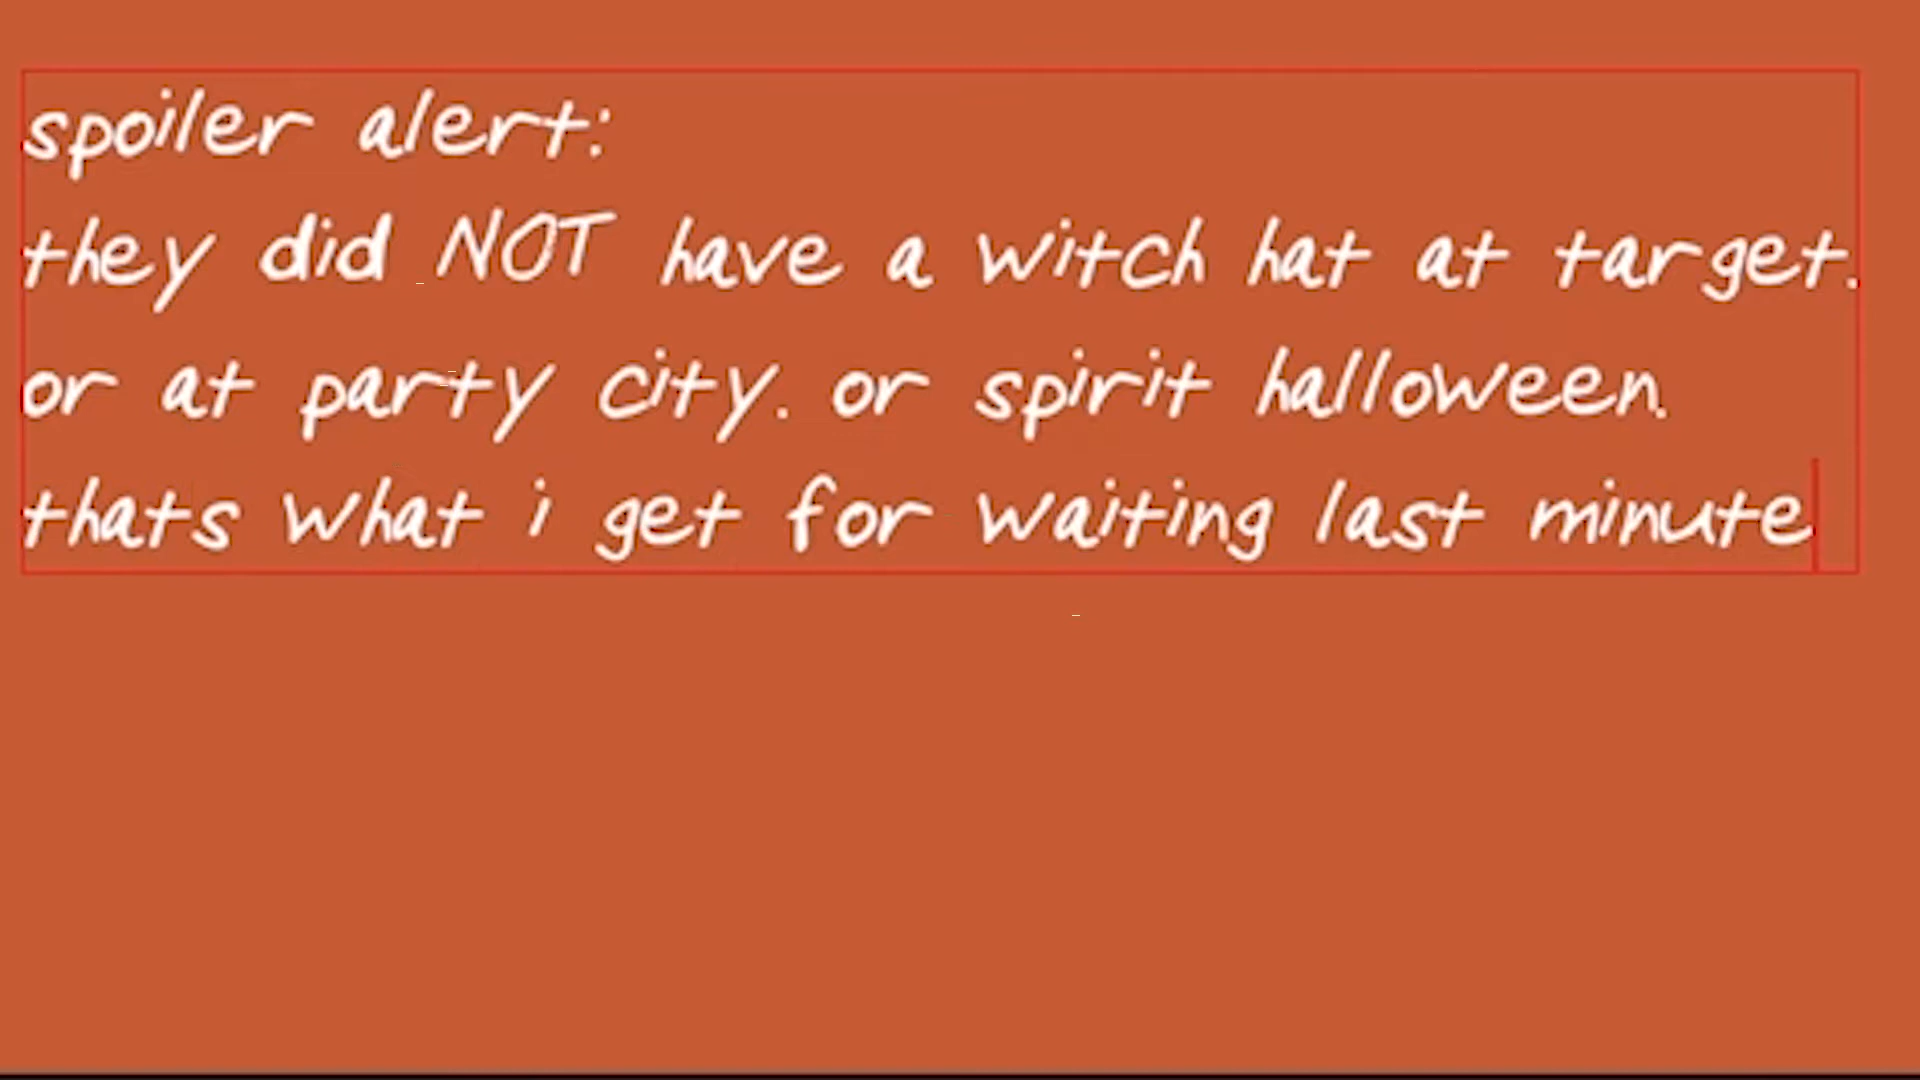 spoiler alert:
they did NOT have a witch hat at target.
or at party city. or spirit halloween.
thats what i get for waiting last minute